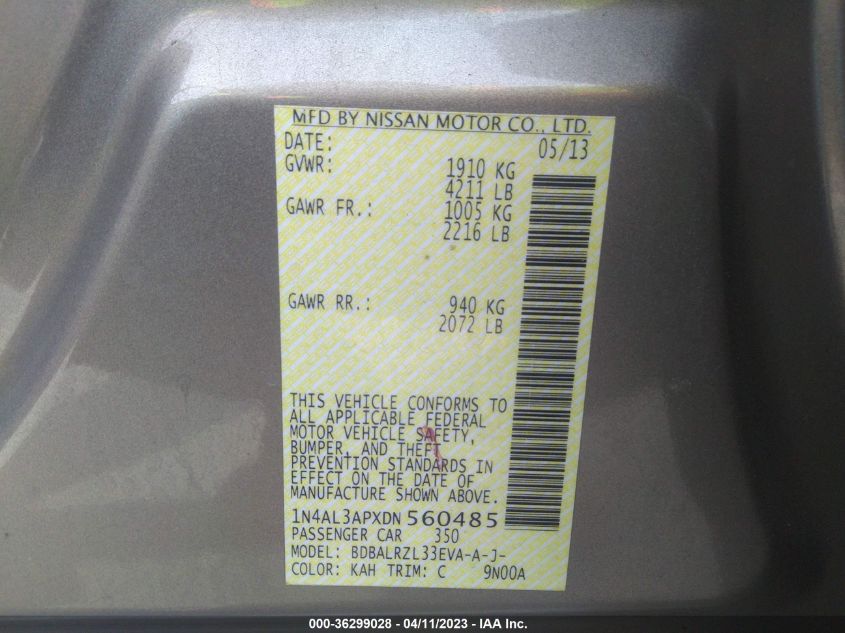 MFD BY NISSAN MOTOR CO., LTD.
DATE: 05/13
GVWR: 1910 KG
4211 LB
GAWR FR.: 1005 KG
2216 LB
GAWR RR.: 940 KG
2072 LB
THIS VEHICLE CONFORMS TO
ALL APPLICABLE FEDERAL
MOTOR VEHICLE SAFETY,
BUMPER, AND THEFT
PREVENTION STANDARDS IN
EFFECT ON THE DATE OF
MANUFACTURE SHOWN ABOVE.
1N4AL3APXDN560485
PASSENGER CAR 350
MODEL: BDBALRZL33EVA-A-J-
COLOR: KAH TRIM: C 9N00A
000-36299028 - 04/11/2023 - IAA Inc.